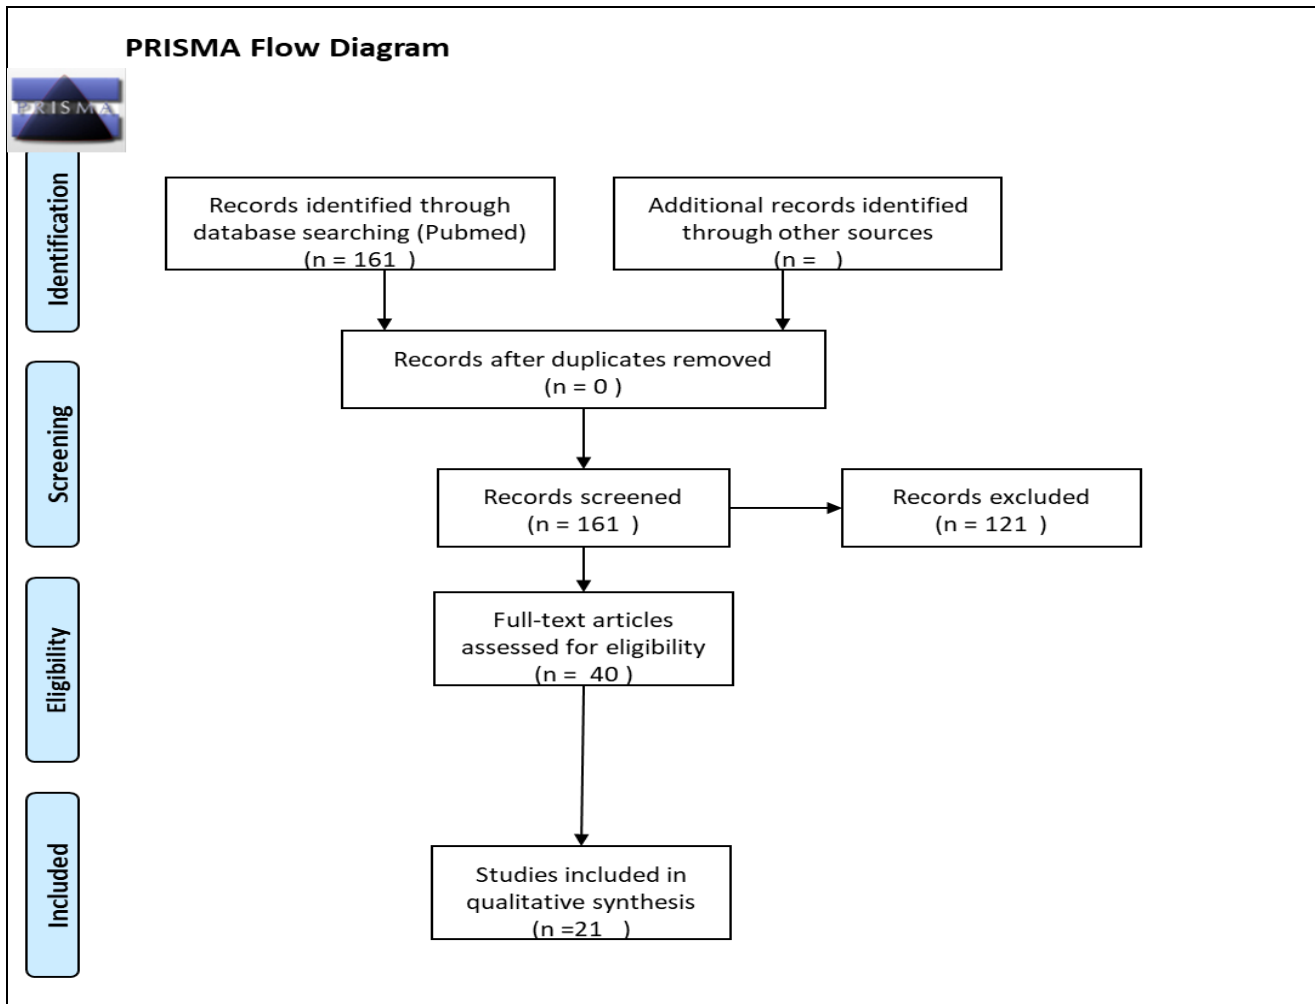 PRISMA Flow Diagram
PRISMA
Identification
Records identified through
database searching (Pubmed)
(n = 161  )
Additional records identified
through other sources
(n =   )
Records after duplicates removed
(n = 0 )
Screening
Records screened
(n = 161  )
Records excluded
(n = 121  )
Eligibility
Full-text articles
assessed for eligibility
(n =  40 )
Included
Studies included in
qualitative synthesis
(n =21   )